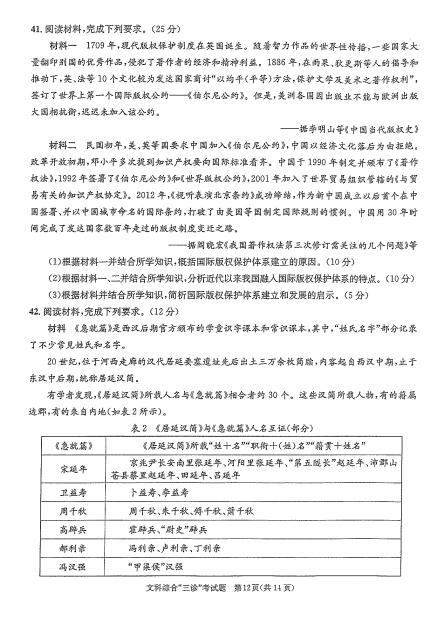 41. 阅读材料,完成下列要求。(25分)
材料一 1709年,现代版权保护制度在英国诞生。随着智力作品的世界性传播,一些国家大
量翻印别国的优秀作品,侵犯了作者的经济和精神利益。1886年,在雨果、狄更斯等人的倡导和
推动下,英、法等10个文化较为发达国家商讨“以均平(平等)方法,保护文学及美术之著作权利”,
签订了世界上第一个国际版权公约——《伯尔尼公约》。但是,美洲各国因出版业不能与欧洲出版
大国相抗衡,迟迟未加入该公约。
——据李明山等《中国当代版权史》
材料二 民国初年,美、英等国要求中国加入《伯尔尼公约》,中国以经济文化落后为由拒绝。
改革开放初期,邓小平多次提到知识产权要向国际标准看齐。中国于1990年制定并颁布了《著作
权法》,1992年签署了《伯尔尼公约》和《世界版权公约》,2001年加入了世界贸易组织管辖的《与贸
易有关的知识产权协定》。2012年,《视听表演北京条约》成功缔结,作为新中国成立以后首个在中
国签署、并以中国城市命名的国际条约,打破了由美国等国制定国际规则的惯例。中国用30年时
间完成了发达国家数百年走过的版权制度变迁之路。
——据阎晓宏《我国著作权法第三次修订需关注的几个问题》等
(1)根据材料一并结合所学知识,概括国际版权保护体系建立的原因。(10分)
(2)根据材料一、二并结合所学知识,分析近代以来我国融入国际版权保护体系的特点。(10分)
(3)根据材料并结合所学知识,简析国际版权保护体系建立和发展的启示。(5分)
42. 阅读材料,完成下列要求。(12分)
材料 《急就篇》是西汉后期官方颁布的学童识字课本和常识课本,其中,“姓氏名字”部分记录
了不少常见姓氏和名字。
20世纪,位于河西走廊的汉代居延要塞遗址先后出土三万余枚简牍,内容起自西汉中期,止于
东汉中后期,统称居延汉简。
有学者发现,《居延汉简》所载人名与《急就篇》相合者约30个。这些汉简所载人物,有的籍属
边郡,有的来自内地(如表2所示)。
表2 《居延汉简》与《急就篇》人名互证(部分)
《急就篇》 《居延汉简》所载“姓+名”“职衔+(姓)名”“籍贯+姓名”
宋延年 京兆尹长安南里张延年、河阳里张延年、“第五燧长”赵延年、沛郡山
县蔡里赵延年、田延年、吕延年
卫益寿 卜益寿、李益寿
周千秋 周千秋、朱千秋、傅千秋、萧千秋
高辟兵 霍辟兵、“尉史”辟兵
郝利亲 冯利亲、卢利亲、丁利亲
冯汉强 “甲渠侯”汉强
文科综合“三诊”考试题 第12页(共14页)